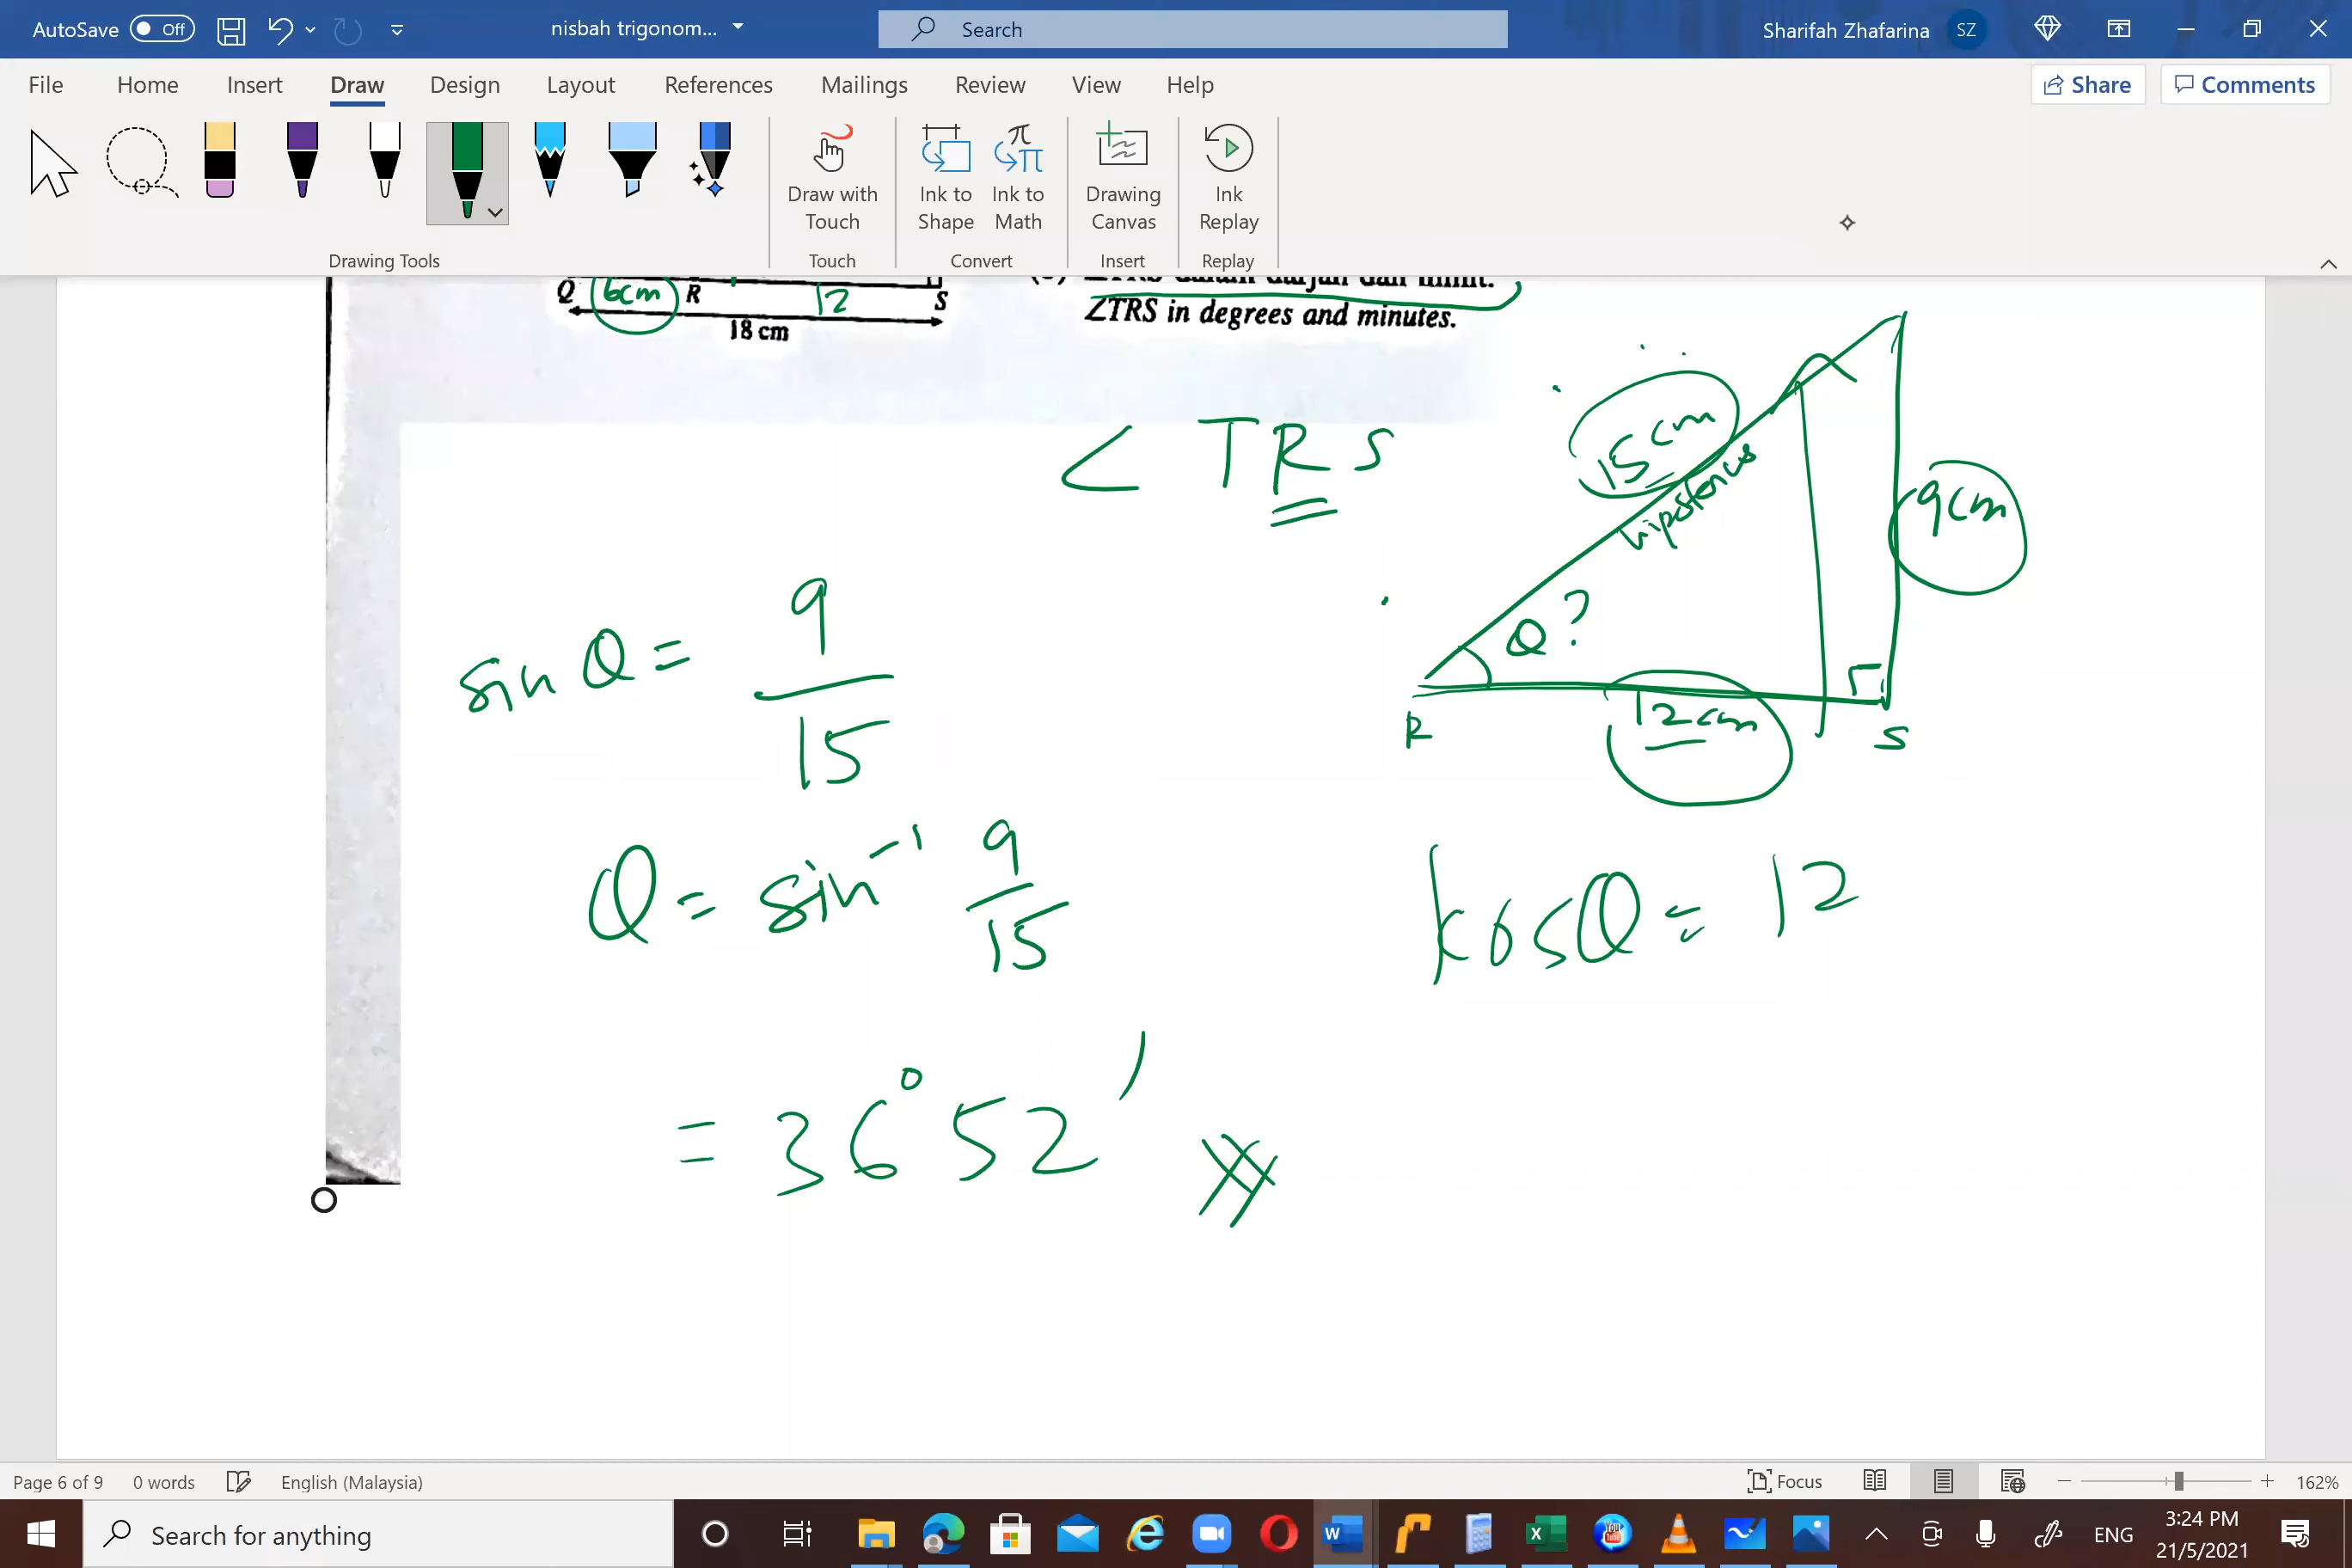 AutoSave Off nisbah trigonom... Search Sharifah Zhafarina SZ
File Home Insert Draw Design Layout References Mailings Review View Help Share Comments
Draw with Touch
Ink to Shape
Ink to Math
Drawing Canvas
Ink Replay
Drawing Tools Touch Convert Insert Replay
Q 6cm R 12 S
18 cm
∠TRS in degrees and minutes.
< TRS
15cm
hipotenus
9cm
θ?
12cm
R S
sin θ = 9/15
θ = sin⁻¹ 9/15
kosθ = 12
= 36° 52'
Page 6 of 9 0 words English (Malaysia) Focus 162%
Search for anything
ENG 3:24 PM
21/5/2021